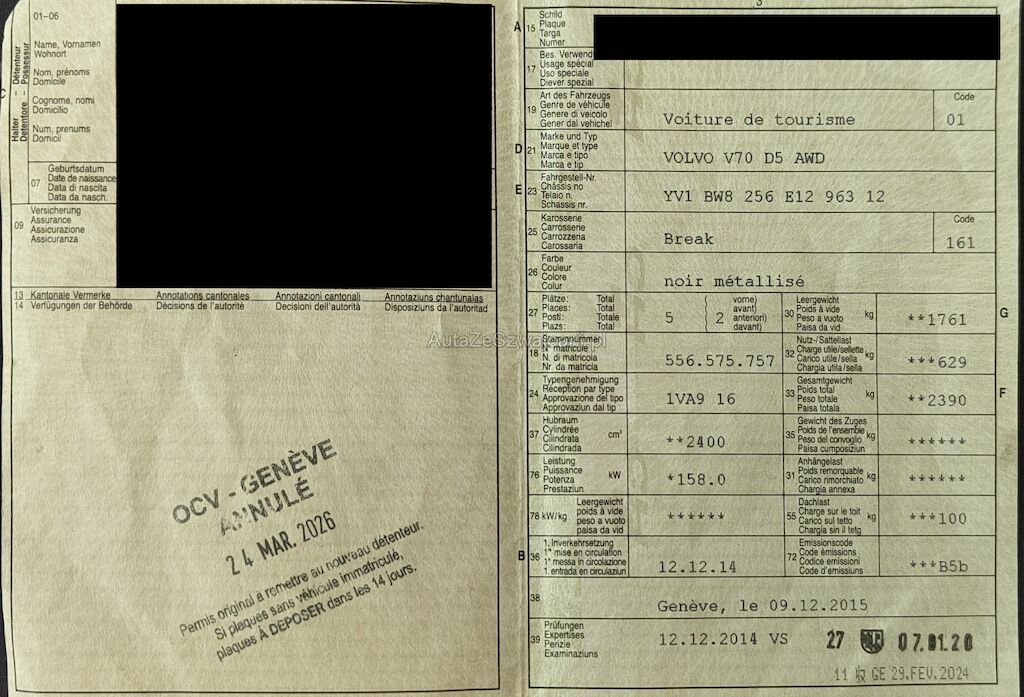 01-06
Halter – Détenteur
Detentore – Possessur
C
Name, Vornamen
Wohnort
Nom, prénoms
Domicile
Cognome, nomi
Domicilio
Num, prenums
Domicil
07
Geburtsdatum
Date de naissance
Data di nascita
Data da nasch.
09
Versicherung
Assurance
Assicurazione
Assicuranza
13 Kantonale Vermerke Annotations cantonales Annotazioni cantonali Annotaziuns chantunalas
14 Verfügungen der Behörde Décisions de l'autorité Decisioni dell'autorità Disposiziuns da l'autoritad
OCV - GENÈVE
ANNULÉ
24 MAR. 2026
Permis original à remettre au nouveau détenteur.
Si plaques sans véhicule immatriculé,
plaques À DEPOSER dans les 14 jours.
3
A 15
Schild
Plaque
Targa
Numer
17
Bes. Verwend
Usage spécial
Uso speciale
Diever spezial
19
Art des Fahrzeugs
Genre de véhicule
Genere di veicolo
Gener dal vehichel
Voiture de tourisme
Code
01
D 21
Marke und Typ
Marque et type
Marca e tipo
Marca e tip
VOLVO V70 D5 AWD
E 23
Fahrgestell-Nr.
Châssis no
Telaio n.
Schassis nr.
YV1 BW8 256 E12 963 12
25
Karosserie
Carrosserie
Carrozzeria
Carossaria
Break
Code
161
26
Farbe
Couleur
Colore
Colur
noir métallisé
27
Plätze: Total
Places: Total
Posti: Totale
Plazs: Total
5
vorne)
avant)
anteriori)
davant)
2
30
Leergewicht
Poids à vide
Peso a vuoto
Paisa da vid
kg
**1761
G
AutaZeSzwajcarii.pl
18
Stammnummer
N° matricule
N. di matricola
Nr. da matricla
556.575.757
32
Nutz-/Sattellast
Charge utile/sellette
Carico utile/sella
Chargia utila/sella
kg
***629
24
Typengenehmigung
Réception par type
Approvazione del tipo
Approvaziun dal tip
1VA9 16
33
Gesamtgewicht
Poids total
Peso totale
Paisa totala
kg
**2390
F
37
Hubraum
Cylindrée
Cilindrata
Cilindrada
cm³
**2400
35
Gewicht des Zuges
Poids de l'ensemble
Peso del convoglio
Paisa cumposiziun
kg
******
76
Leistung
Puissance
Potenza
Prestaziun
kW
*158.0
31
Anhängelast
Poids remorquable
Carico rimorchiato
Chargia annexa
kg
******
78 kW/kg
Leergewicht
poids à vide
peso a vuoto
paisa da vid
******
55
Dachlast
Charge sur le toit
Carico sul tetto
Chargia sin il tetg
kg
***100
B 36
1. Inverkehrsetzung
1re mise en circulation
1a messa in circolazione
1. entrada en circulaziun
12.12.14
72
Emissionscode
Code émissions
Codice emissioni
Code d'emissiuns
***B5b
38
Genève, le 09.12.2015
39
Prüfungen
Expertises
Perizie
Examinaziuns
12.12.2014 VS
27 07.01.20
11 GE 29.FEV.2024